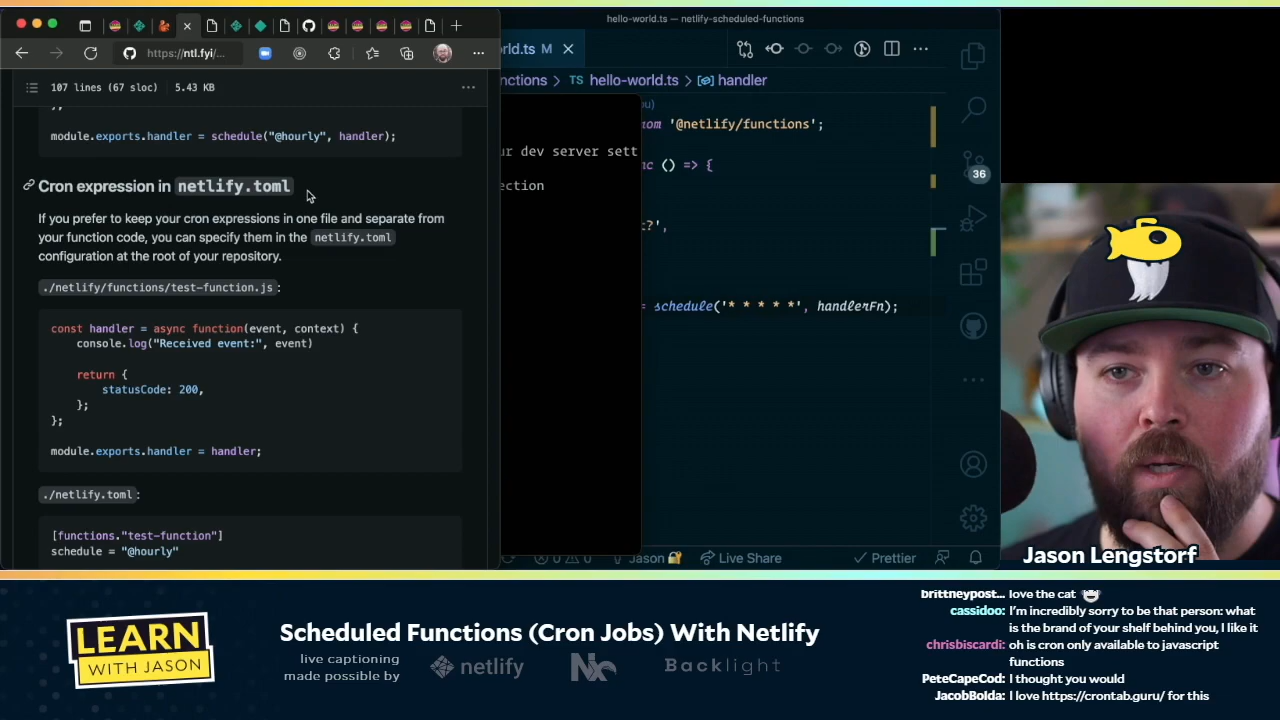 hello-world.ts — netlify-scheduled-functions
https://ntl.fyi/...
rld.ts M
nctions > TS hello-world.ts > handler
107 lines (67 sloc) 5.43 KB
};
module.exports.handler = schedule("@hourly", handler);
Cron expression in netlify.toml
If you prefer to keep your cron expressions in one file and separate from
your function code, you can specify them in the netlify.toml
configuration at the root of your repository.
./netlify/functions/test-function.js:
const handler = async function(event, context) {
console.log("Received event:", event)
return {
statusCode: 200,
};
};
module.exports.handler = handler;
./netlify.toml:
[functions."test-function"]
schedule = "@hourly"
ur dev server sett
ection
ou)
om '@netlify/functions';
nc () => {
t?',
= schedule('* * * * *', handlerFn);
36
0 0
Jason
Live Share
Prettier
Jason Lengstorf
LEARN
WITH JASON
Scheduled Functions (Cron Jobs) With Netlify
live captioning
made possible by
netlify
Nx
Backlight
brittneypost... love the cat
cassidoo: I'm incredibly sorry to be that person: what
is the brand of your shelf behind you, I like it
chrisbiscardi: oh is cron only available to javascript
functions
PeteCapeCod: I thought you would
JacobBolda: I love https://crontab.guru/ for this